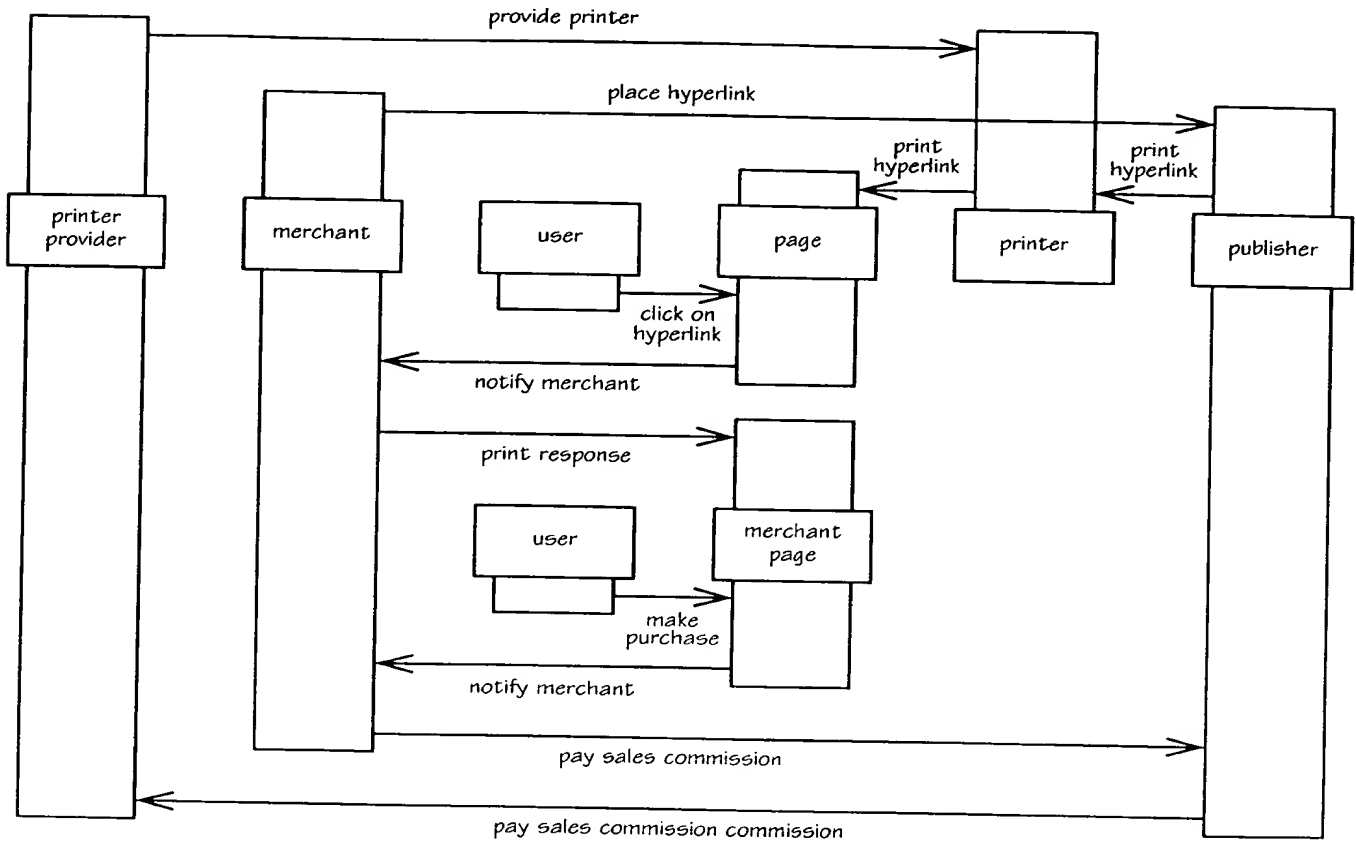 provide printer
place hyperlink
print
hyperlink
print
hyperlink
printer
provider
merchant
user
page
printer
publisher
click on
hyperlink
notify merchant
print response
user
merchant
page
make
purchase
notify merchant
pay sales commission
pay sales commission commission